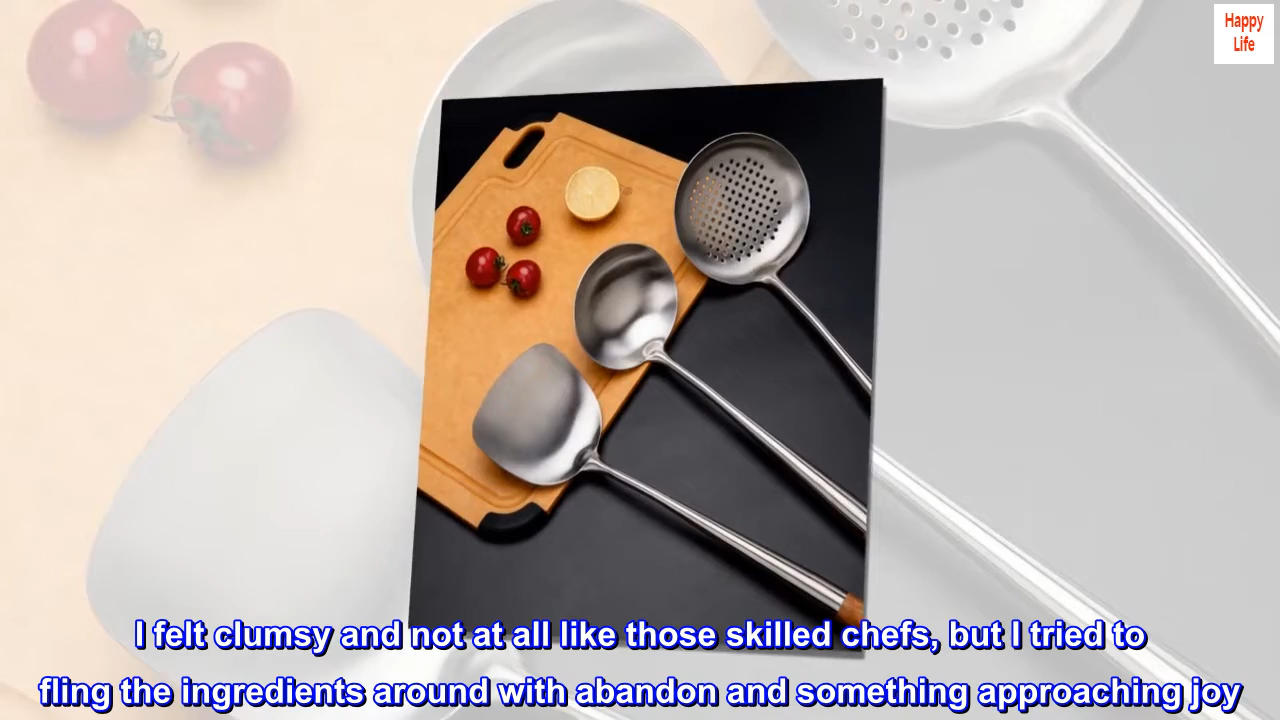 Happy
Life
I felt clumsy and not at all like those skilled chefs, but I tried to
fling the ingredients around with abandon and something approaching joy